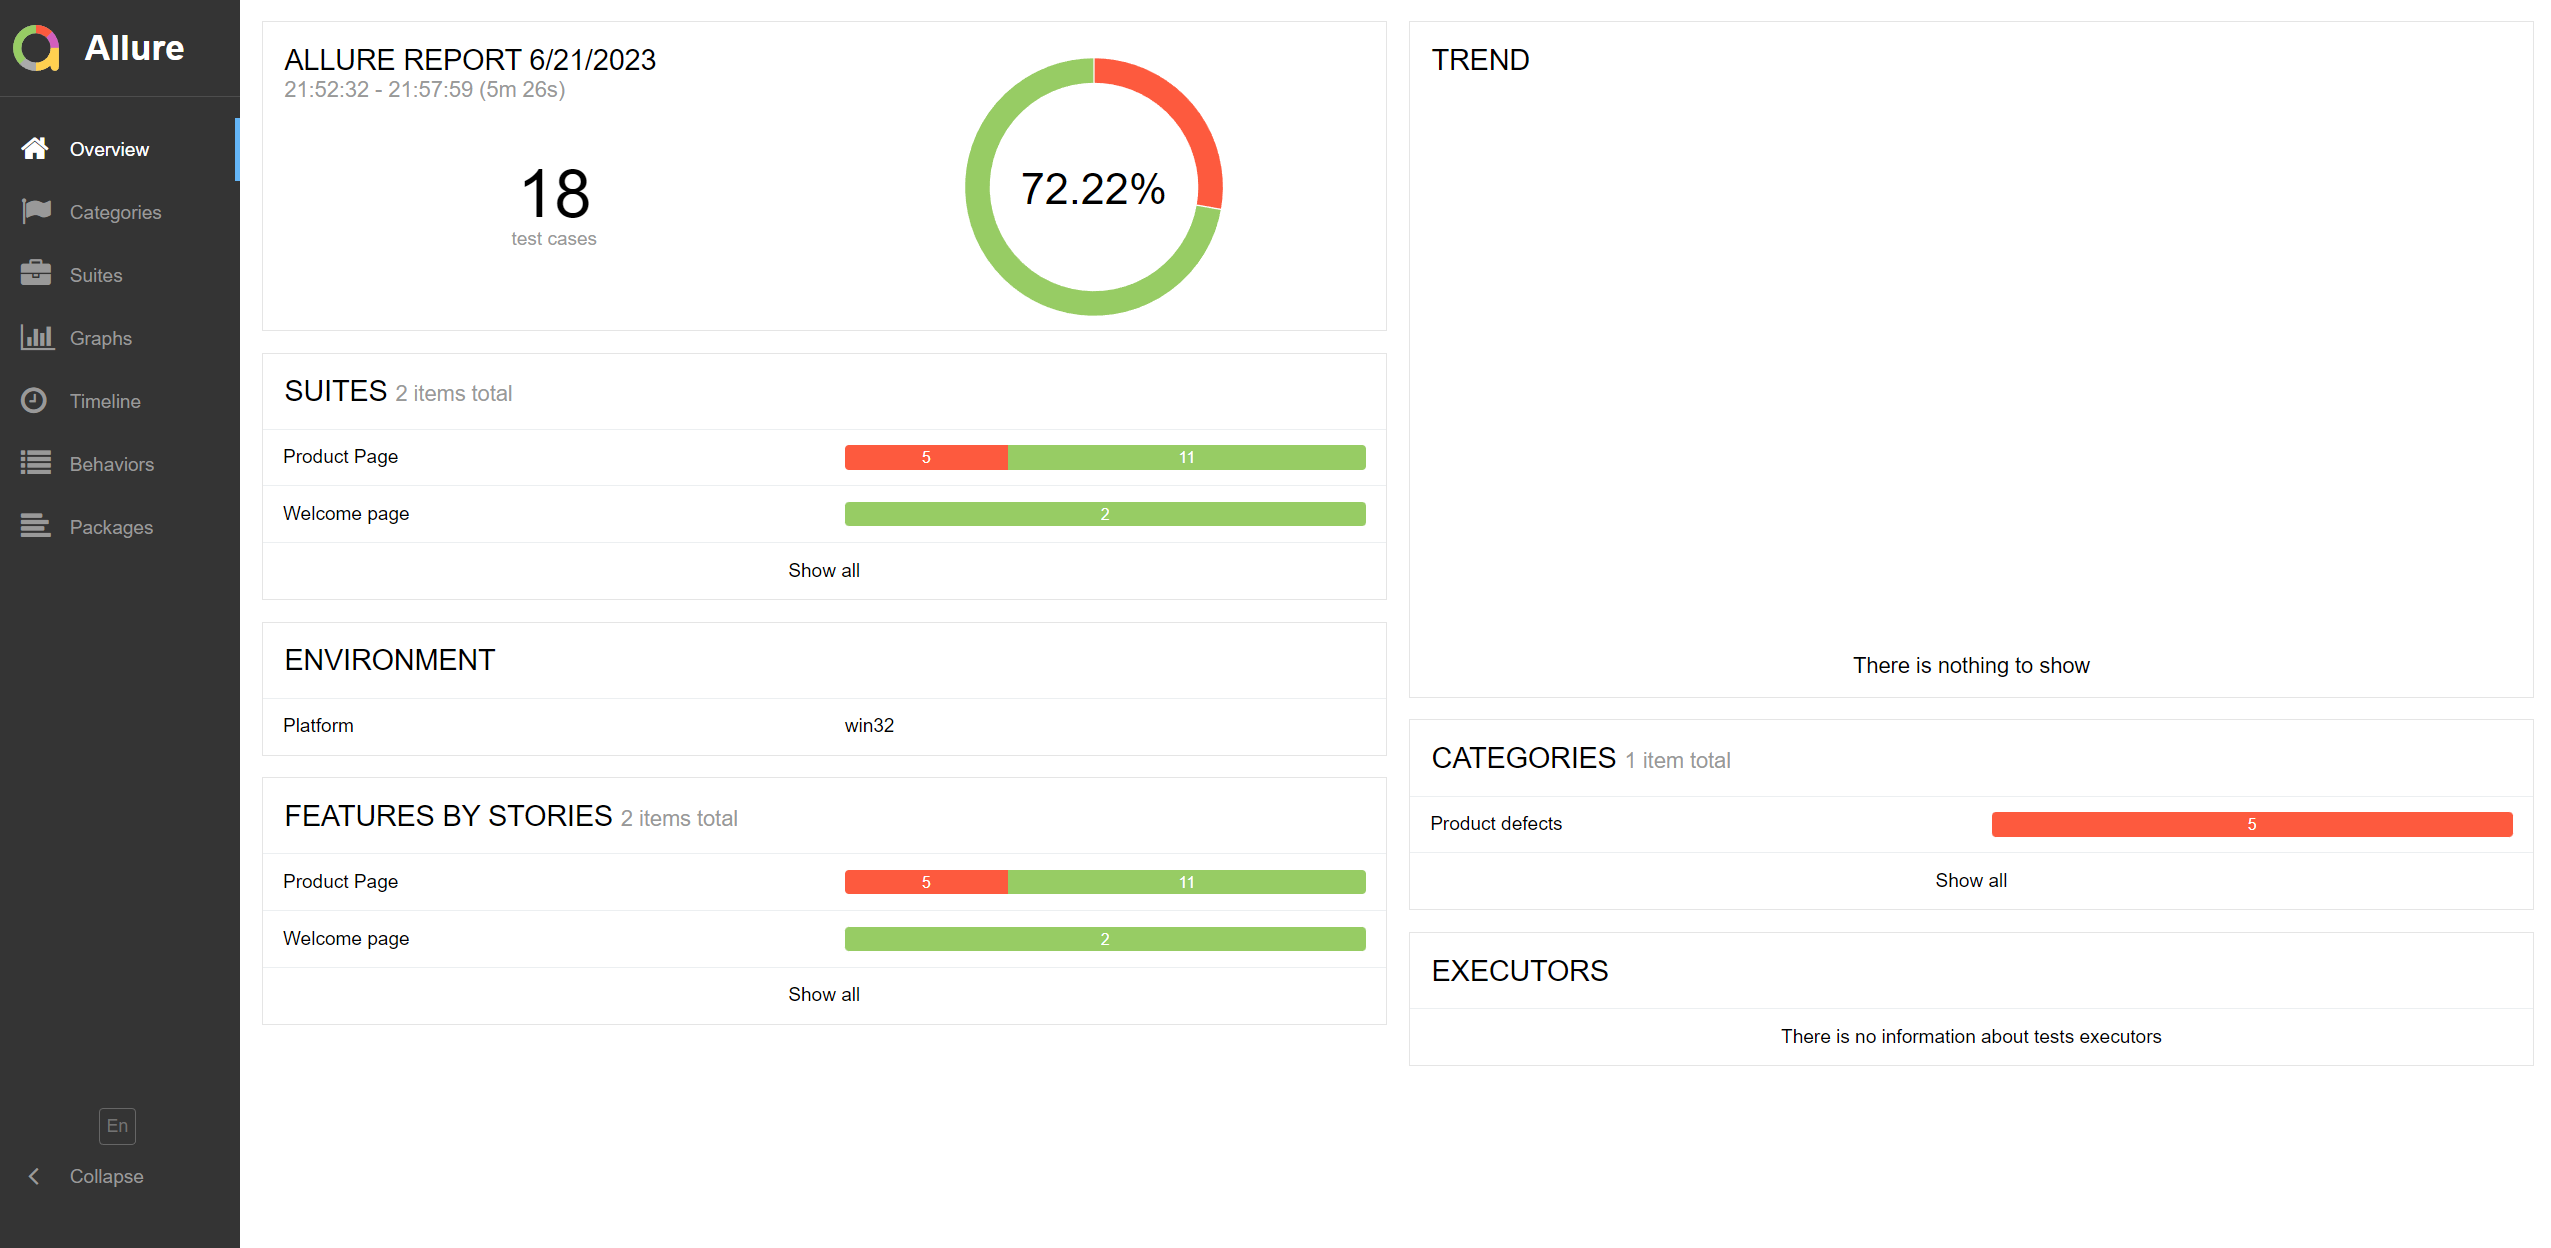 Allure
Overview
Categories
Suites
Graphs
Timeline
Behaviors
Packages
En
Collapse
ALLURE REPORT 6/21/2023
21:52:32 - 21:57:59 (5m 26s)
18
test cases
72.22%
SUITES 2 items total
Product Page 5 11
Welcome page 2
Show all
ENVIRONMENT
Platform win32
FEATURES BY STORIES 2 items total
Product Page 5 11
Welcome page 2
Show all
TREND
There is nothing to show
CATEGORIES 1 item total
Product defects 5
Show all
EXECUTORS
There is no information about tests executors